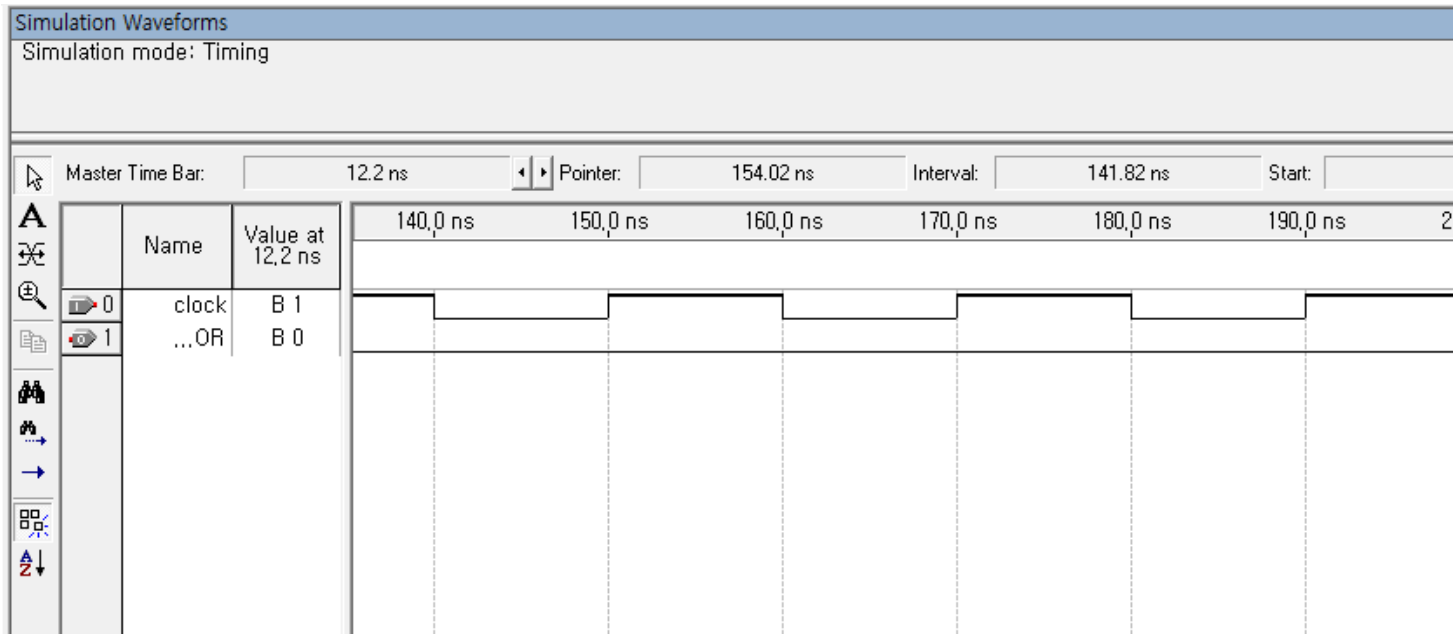 Simulation Waveforms
Simulation mode: Timing
Master Time Bar: 12.2 ns Pointer: 154.02 ns Interval: 141.82 ns Start:
A
Name Value at 12,2 ns 140,0 ns 150,0 ns 160,0 ns 170,0 ns 180,0 ns 190,0 ns 2
0 clock B 1
1 ...OR B 0
A
Z